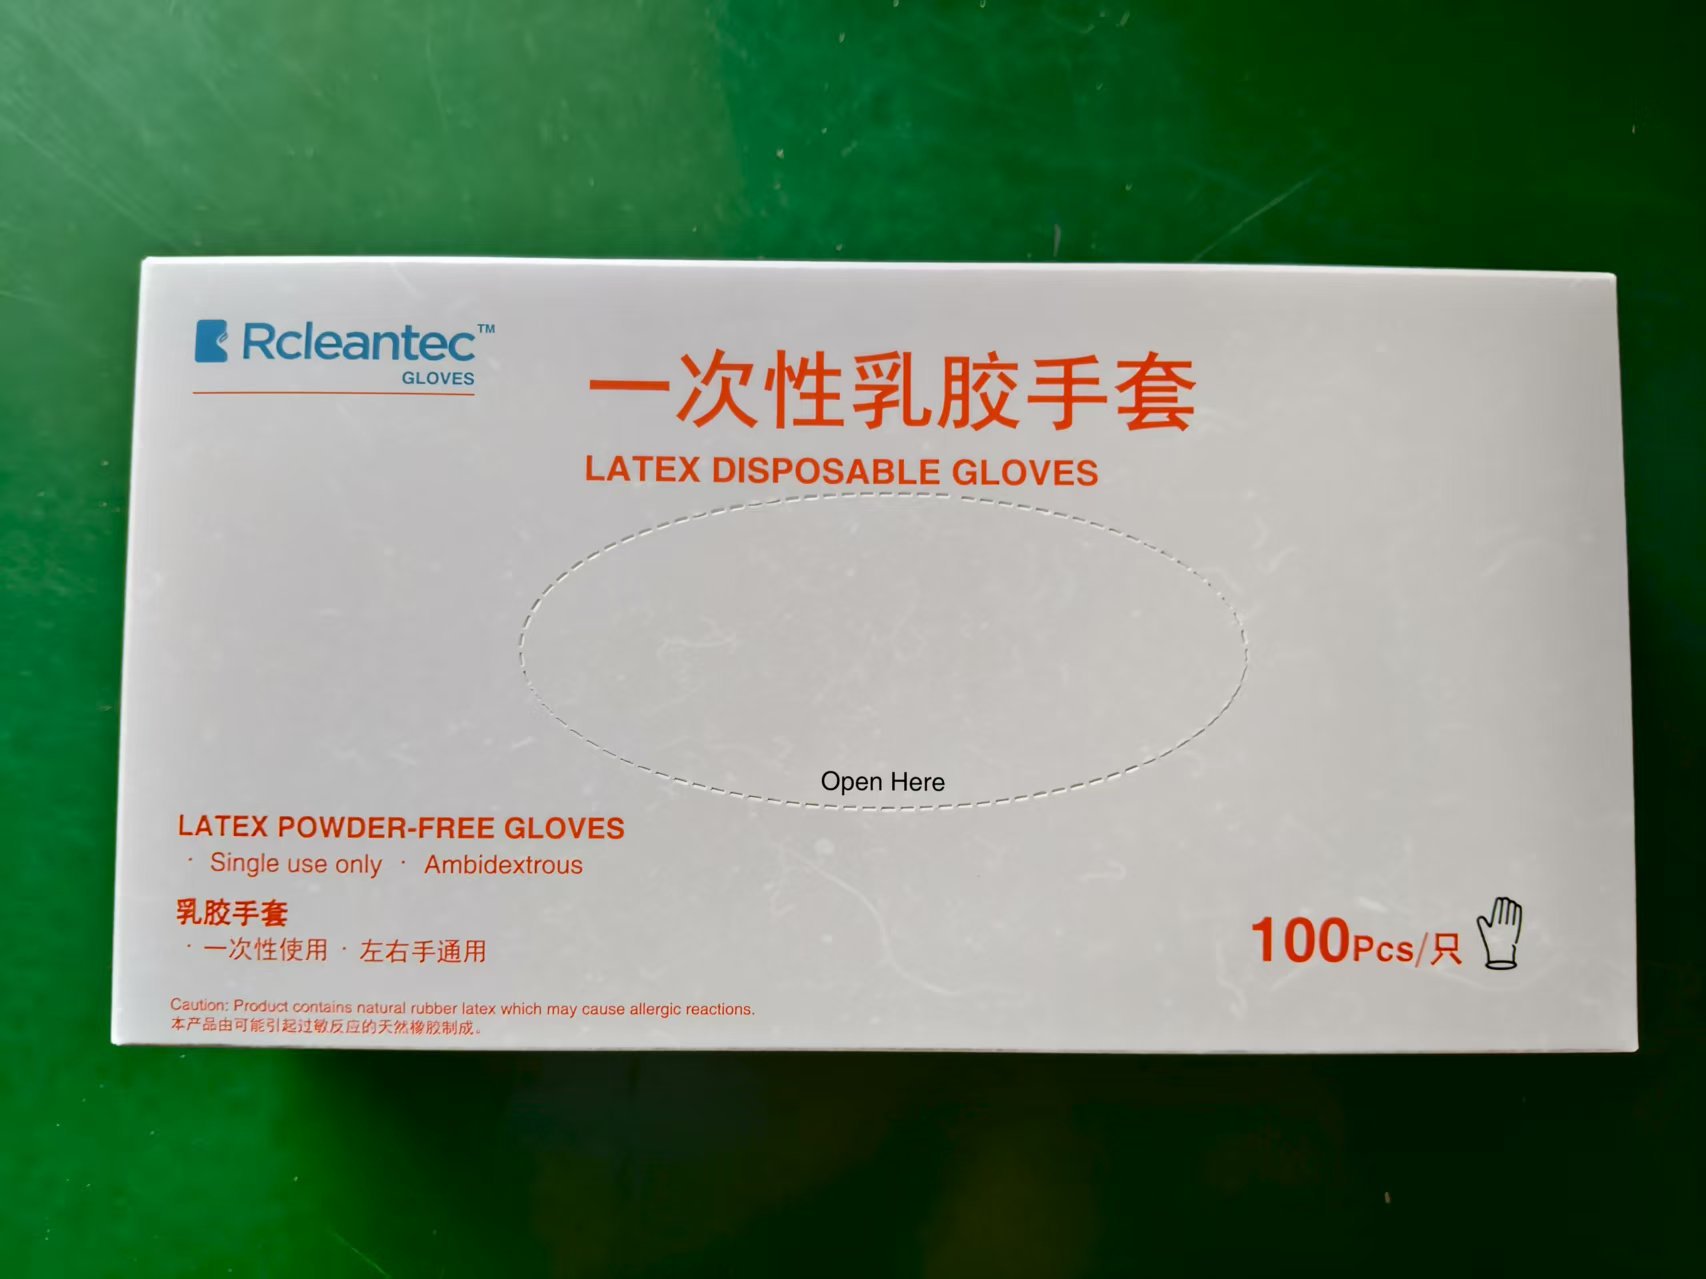 Rcleantec™
GLOVES
一次性乳胶手套
LATEX DISPOSABLE GLOVES
Open Here
LATEX POWDER-FREE GLOVES
· Single use only · Ambidextrous
乳胶手套
· 一次性使用 · 左右手通用
100Pcs/只
Caution: Product contains natural rubber latex which may cause allergic reactions.
本产品由可能引起过敏反应的天然橡胶制成。